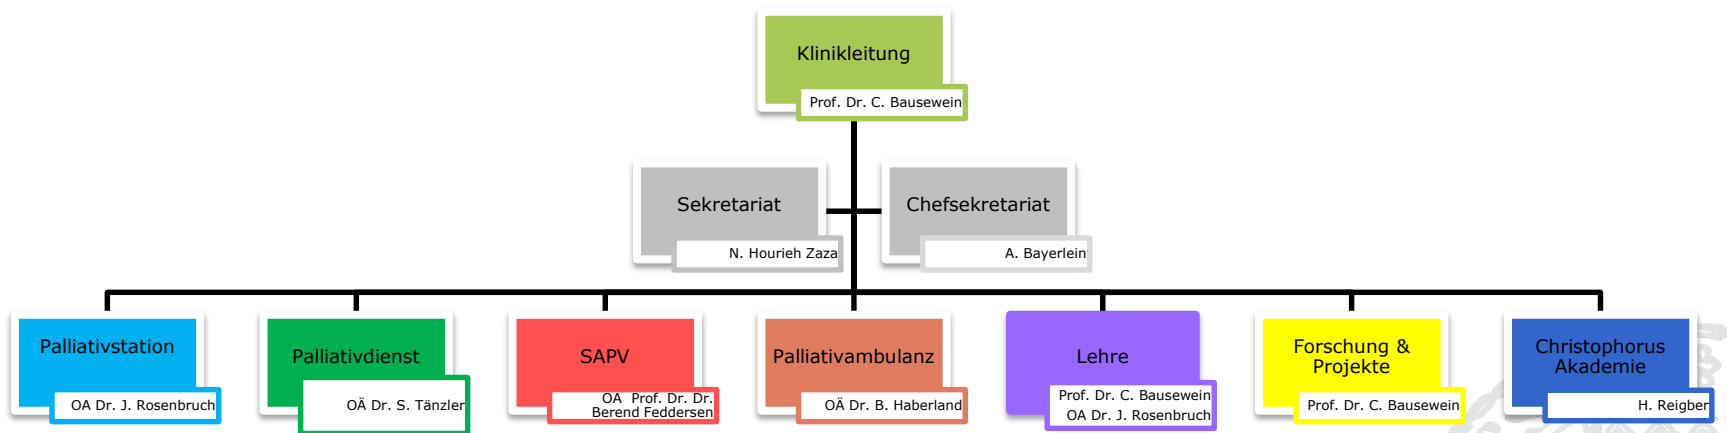 Klinikleitung
Prof. Dr. C. Bausewein
Sekretariat
N. Hourieh Zaza
Chefsekretariat
A. Bayerlein
Palliativstation
OA Dr. J. Rosenbruch
Palliativdienst
OÄ Dr. S. Tänzler
SAPV
OA Prof. Dr. Dr.
Berend Feddersen
Palliativambulanz
OÄ Dr. B. Haberland
Lehre
Prof. Dr. C. Bausewein
OA Dr. J. Rosenbruch
Forschung &
Projekte
Prof. Dr. C. Bausewein
Christophorus
Akademie
H. Reigber